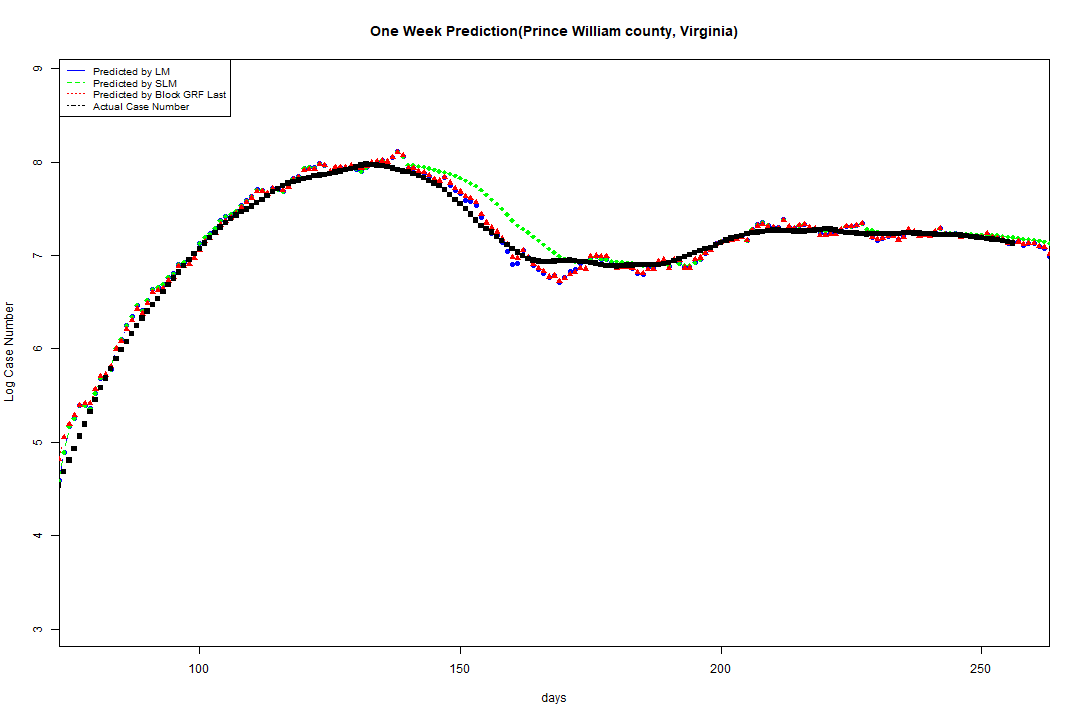 One Week Prediction(Prince William county, Virginia)
Predicted by LM
Predicted by SLM
Predicted by Block GRF Last
Actual Case Number
9
8
7
6
5
4
3
Log Case Number
100
150
200
250
days